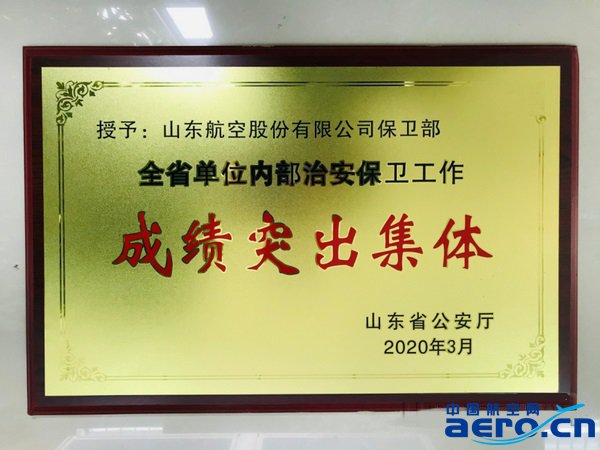 授予：山东航空股份有限公司保卫部
全省单位内部治安保卫工作
成绩突出集体
山东省公安厅
2020年3月
中国航空网
aero.cn